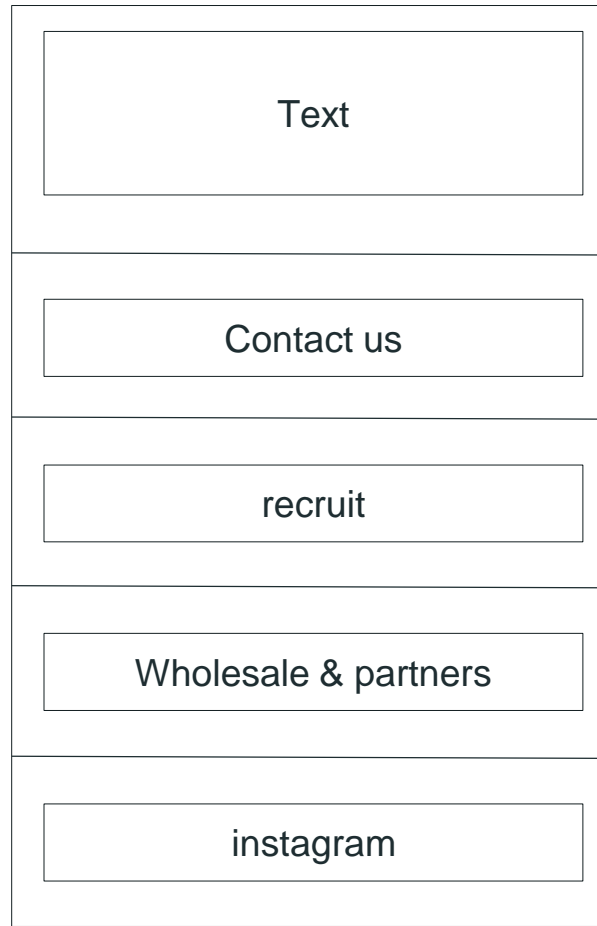 Text
Contact us
recruit
Wholesale & partners
instagram